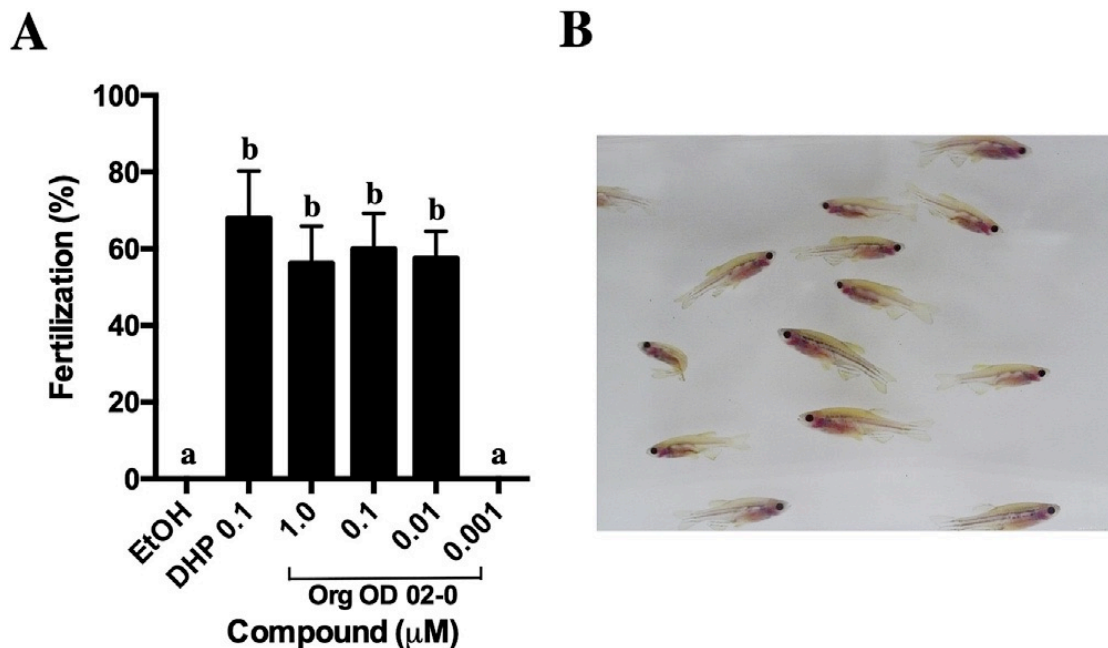 A
B
100
80
60
40
20
0
Fertilization (%)
a
b
b
b
b
a
EtOH
DHP 0.1
1.0
0.1
0.01
0.001
Org OD 02-0
Compound (μM)